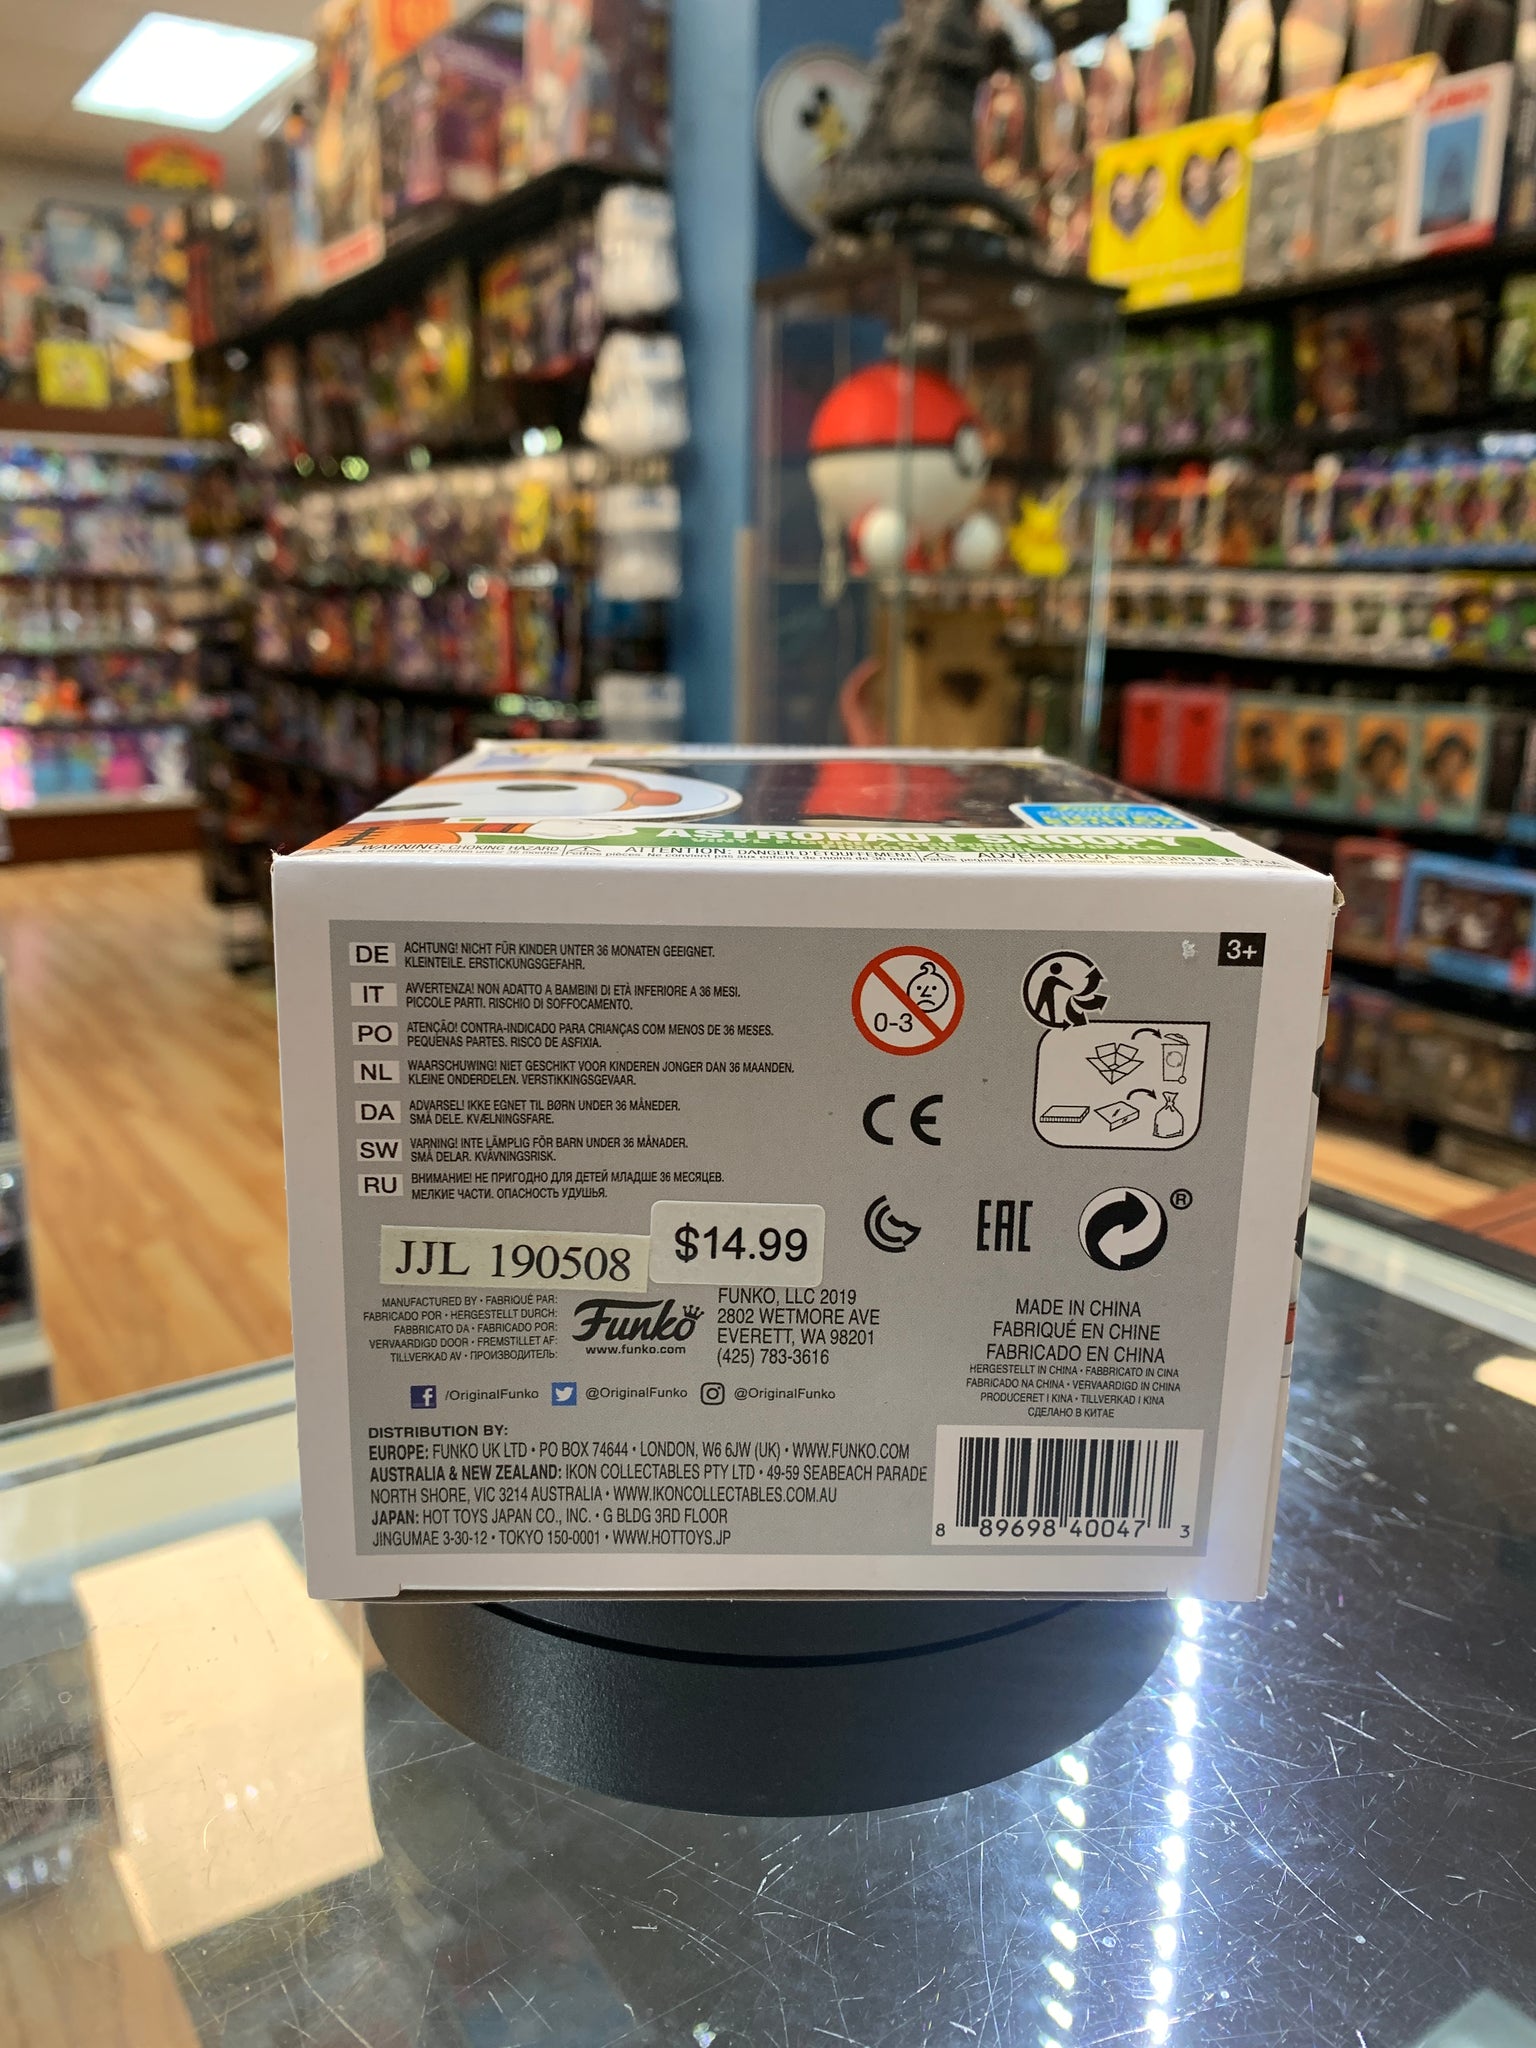 ASTRONAUT SNOOPY
WARNING: CHOKING HAZARD ATTENTION: DANGER D'ÉTOUFFEMENT ADVERTENCIA: PELIGRO DE ASFIXIA
DE ACHTUNG! NICHT FÜR KINDER UNTER 36 MONATEN GEEIGNET.
KLEINTEILE. ERSTICKUNGSGEFAHR.
IT AVVERTENZA! NON ADATTO A BAMBINI DI ETÀ INFERIORE A 36 MESI.
PICCOLE PARTI. RISCHIO DI SOFFOCAMENTO.
PO ATENÇÃO! CONTRA-INDICADO PARA CRIANÇAS COM MENOS DE 36 MESES.
PEQUENAS PARTES. RISCO DE ASFIXIA.
NL WAARSCHUWING! NIET GESCHIKT VOOR KINDEREN JONGER DAN 36 MAANDEN.
KLEINE ONDERDELEN. VERSTIKKINGSGEVAAR.
DA ADVARSEL! IKKE EGNET TIL BØRN UNDER 36 MÅNEDER.
SMÅ DELE. KVÆLNINGSFARE.
SW VARNING! INTE LÄMPLIG FÖR BARN UNDER 36 MÅNADER.
SMÅ DELAR. KVÄVNINGSRISK.
RU ВНИМАНИЕ! НЕ ПРИГОДНО ДЛЯ ДЕТЕЙ МЛАДШЕ 36 МЕСЯЦЕВ.
МЕЛКИЕ ЧАСТИ. ОПАСНОСТЬ УДУШЬЯ.
0-3
3+
CE
EAC
®
JJL 190508
$14.99
MANUFACTURED BY • FABRIQUÉ PAR:
FABRICADO POR • HERGESTELLT DURCH:
FABBRICATO DA • FABRICADO POR:
VERVAARDIGD DOOR • FREMSTILLET AF:
TILLVERKAD AV • ПРОИЗВОДИТЕЛЬ:
Funko
www.funko.com
FUNKO, LLC 2019
2802 WETMORE AVE
EVERETT, WA 98201
(425) 783-3616
MADE IN CHINA
FABRIQUÉ EN CHINE
FABRICADO EN CHINA
HERGESTELLT IN CHINA • FABBRICATO IN CINA
FABRICADO NA CHINA • VERVAARDIGD IN CHINA
PRODUCERET I KINA • TILLVERKAD I KINA
СДЕЛАНО В КИТАЕ
/OriginalFunko @OriginalFunko @OriginalFunko
DISTRIBUTION BY:
EUROPE: FUNKO UK LTD • PO BOX 74644 • LONDON, W6 6JW (UK) • WWW.FUNKO.COM
AUSTRALIA & NEW ZEALAND: IKON COLLECTABLES PTY LTD • 49-59 SEABEACH PARADE
NORTH SHORE, VIC 3214 AUSTRALIA • WWW.IKONCOLLECTABLES.COM.AU
JAPAN: HOT TOYS JAPAN CO., INC. • G BLDG 3RD FLOOR
JINGUMAE 3-30-12 • TOKYO 150-0001 • WWW.HOTTOYS.JP
8 89698 40047 3